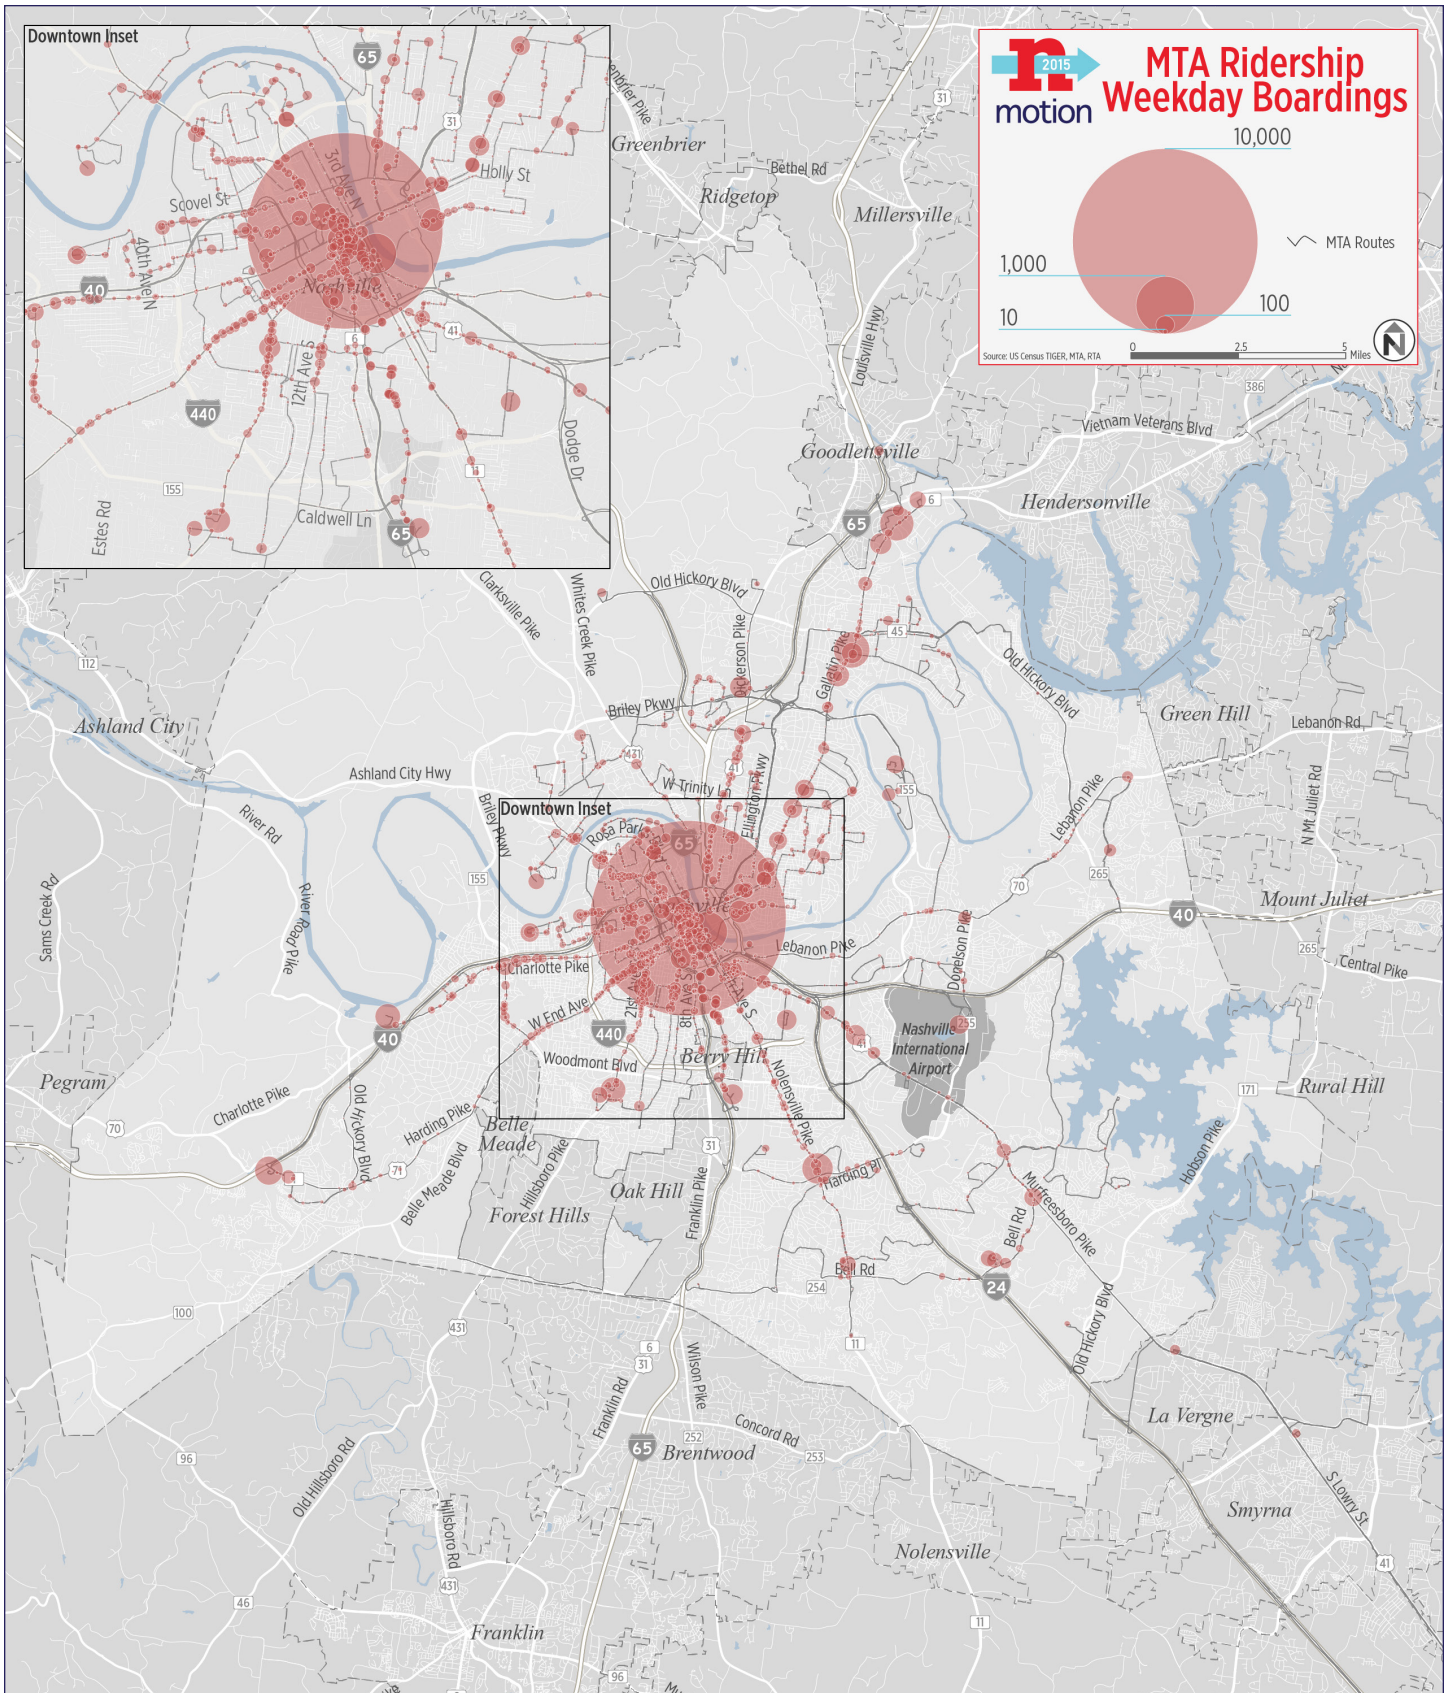 Downtown Inset
65
31
3rd Ave N
Holly St
Scovel St
40th Ave N
40
Nashville
41
6
12th Ave S
440
Dodge Dr
11
155
Estes Rd
Caldwell Ln
65
n
2015
motion
MTA Ridership
Weekday Boardings
10,000
MTA Routes
1,000
100
10
0
2.5
5
Miles
Source: US Census TIGER, MTA, RTA
N
31
Greenbrier
Bethel Rd
Ridgetop
Millersville
Louisville Hwy
386
Vietnam Veterans Blvd
Goodlettsville
Hendersonville
6
65
Clarksville Pike
Whites Creek Pike
Old Hickory Blvd
Dickerson Pike
45
Gallatin Pike
Old Hickory Blvd
112
Ashland City
Briley Pkwy
Green Hill
Lebanon Rd
431
41
W Trinity Ln
Ellington Pkwy
Ashland City Hwy
155
Lebanon Pike
N Mt Juliet Rd
Briley Pkwy
Downtown Inset
River Rd
Rosa Park
65
155
70
265
Sams Creek Rd
River Road Pike
Mount Juliet
40
265
Central Pike
Lebanon Pike
Donelson Pike
Charlotte Pike
21st Ave
8th Ave S
W End Ave
440
40
41
Nashville
International
Airport
255
Woodmont Blvd
Berry Hill
Pegram
Rural Hill
171
Charlotte Pike
70
Old Hickory Blvd
Harding Pike
Belle
Meade
Nolensville Pike
31
Hobson Pike
71
Belle Meade Blvd
Hillsboro Pike
Harding Pl
Oak Hill
Forest Hills
Franklin Pike
Murfreesboro Pike
Bell Rd
Bell Rd
254
24
100
431
Old Hickory Blvd
6
31
11
Wilson Pike
Franklin Rd
La Vergne
Concord Rd
65
252
Brentwood
253
96
Old Hillsboro Rd
S Lowry St
Smyrna
Hillsboro Rd
Nolensville
41
431
46
11
Franklin
96